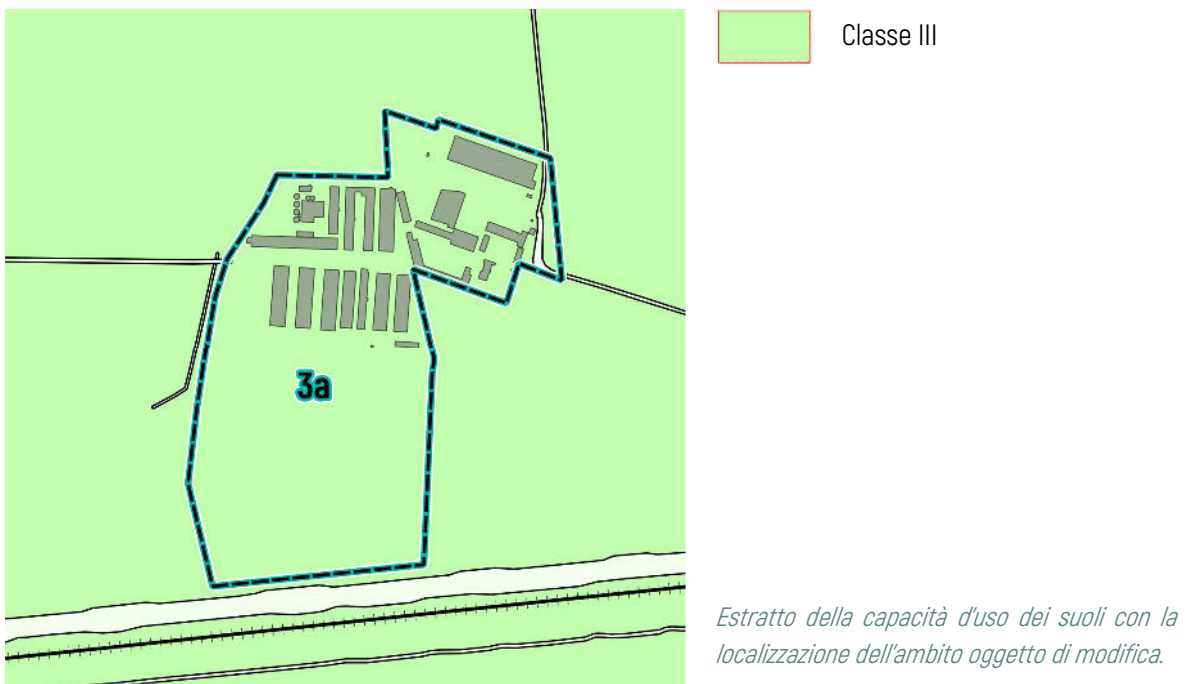 Classe III
3a
Estratto della capacità d'uso dei suoli con la
localizzazione dell'ambito oggetto di modifica.